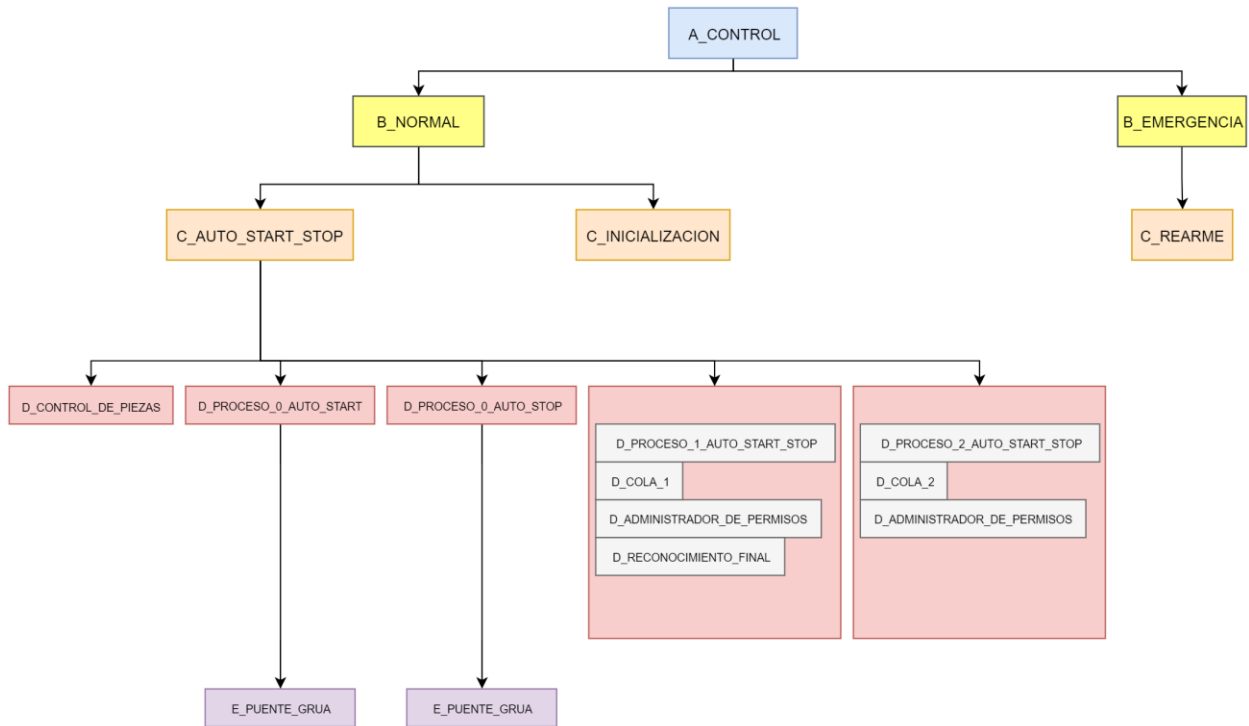 A_CONTROL
B_NORMAL
B_EMERGENCIA
C_AUTO_START_STOP
C_INICIALIZACION
C_REARME
D_CONTROL_DE_PIEZAS
D_PROCESO_0_AUTO_START
D_PROCESO_0_AUTO_STOP
D_PROCESO_1_AUTO_START_STOP
D_COLA_1
D_ADMINISTRADOR_DE_PERMISOS
D_RECONOCIMIENTO_FINAL
D_PROCESO_2_AUTO_START_STOP
D_COLA_2
D_ADMINISTRADOR_DE_PERMISOS
E_PUENTE_GRUA
E_PUENTE_GRUA